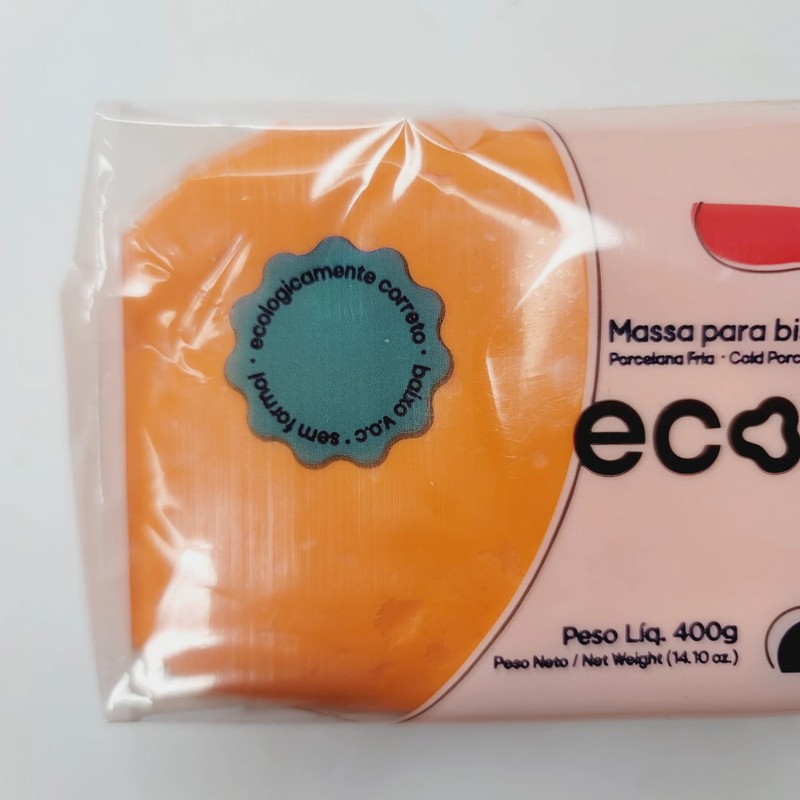 ecologicamente correto · baixo v.o.c · sem formol ·
Massa para bis
Porcelana Fria · Cold Porc
eco
Peso Líq. 400g
Peso Neto / Net Weight (14.10 oz.)